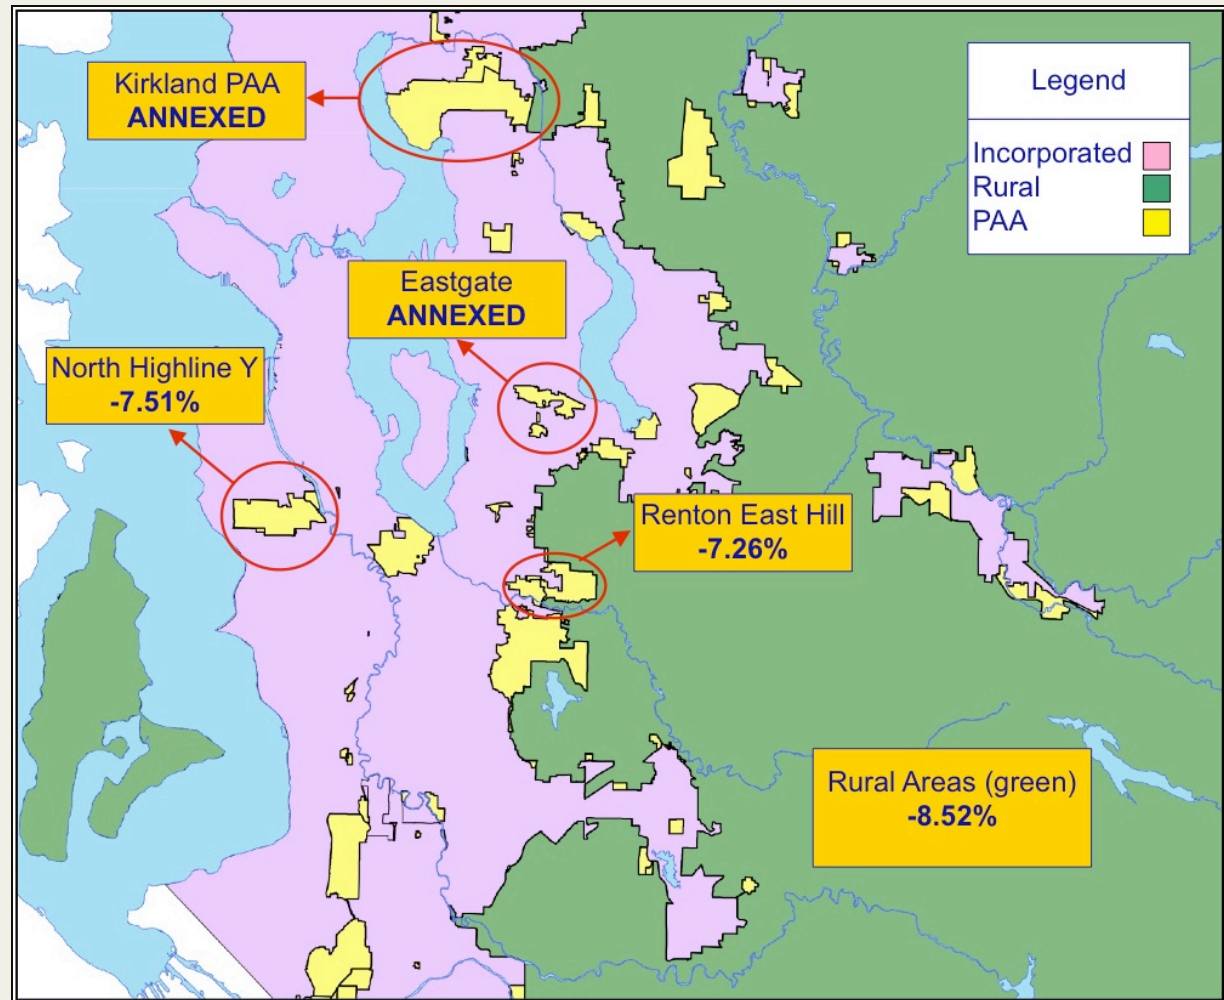 Kirkland PAA
ANNEXED
Legend
Incorporated
Rural
PAA
Eastgate
ANNEXED
North Highline Y
-7.51%
Renton East Hill
-7.26%
Rural Areas (green)
-8.52%